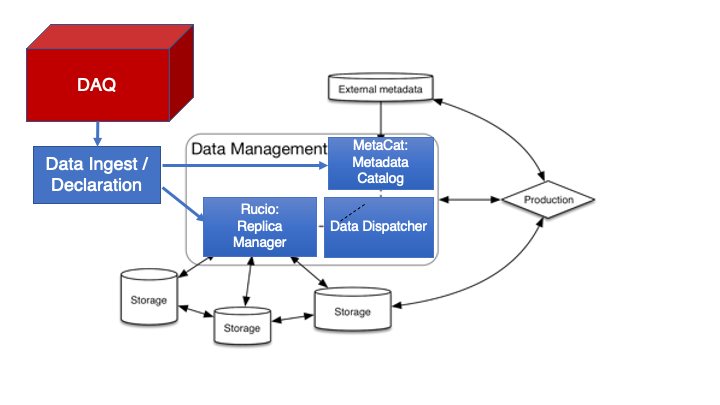 DAQ
External metadata
Data Management
MetaCat:
Metadata
Catalog
Data Ingest /
Declaration
Production
Rucio:
Replica
Manager
Data Dispatcher
Storage
Storage
Storage